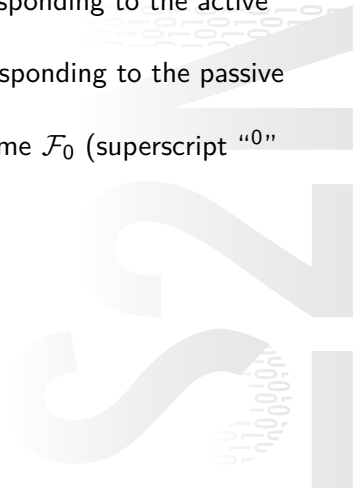 sponding to the active
sponding to the passive
me $\mathcal{F}_0$ (superscript “⁰”